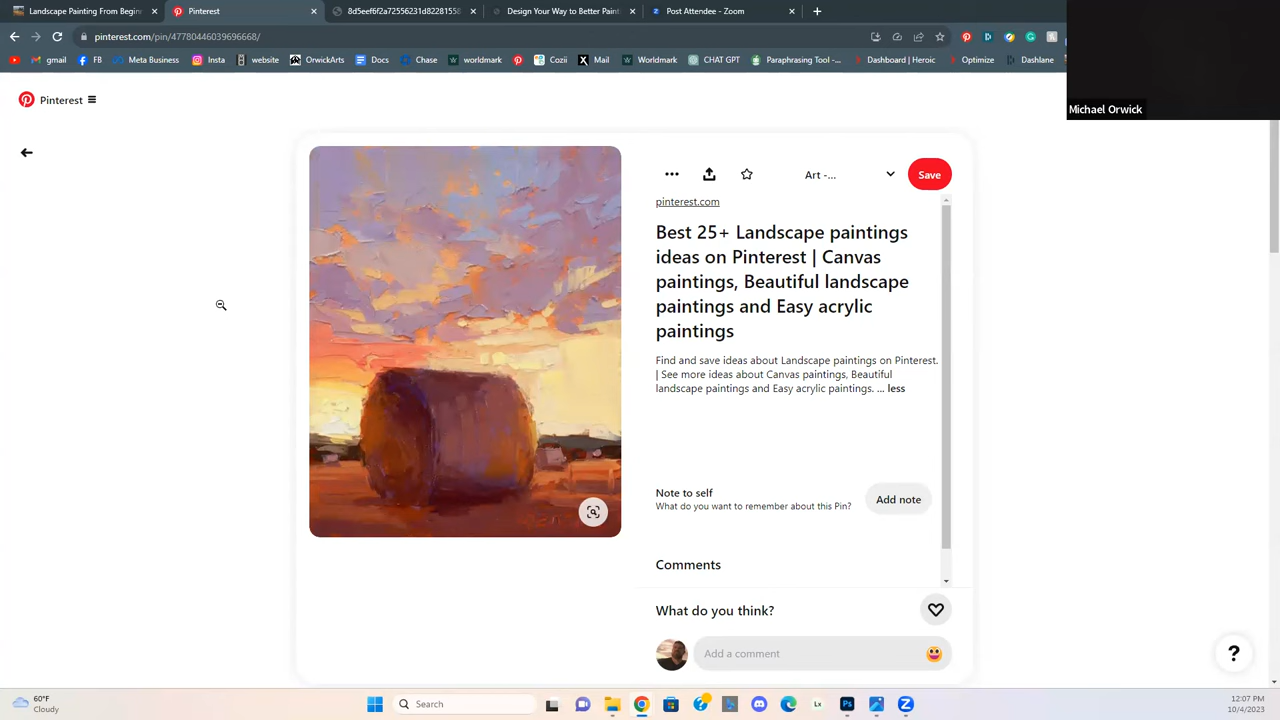 Landscape Painting From Beginn
Pinterest
8d5eef6f2a72556231d8228155
Design Your Way to Better Paint
Post Attendee - Zoom
pinterest.com/pin/47780446039696668/
YouTube
gmail
FB
Meta Business
Insta
website
OrwickArts
Docs
Chase
worldmark
Cozii
Mail
Worldmark
CHAT GPT
Paraphrasing Tool -...
Dashboard | Heroic
Optimize
Dashlane
Michael Orwick
Pinterest
Art -...
Save
pinterest.com
Best 25+ Landscape paintings
ideas on Pinterest | Canvas
paintings, Beautiful landscape
paintings and Easy acrylic
paintings
Find and save ideas about Landscape paintings on Pinterest.
| See more ideas about Canvas paintings, Beautiful
landscape paintings and Easy acrylic paintings. ... less
Note to self
What do you want to remember about this Pin?
Add note
Comments
What do you think?
Add a comment
?
60°F
Cloudy
Search
Lx
Ps
12:07 PM
10/4/2023